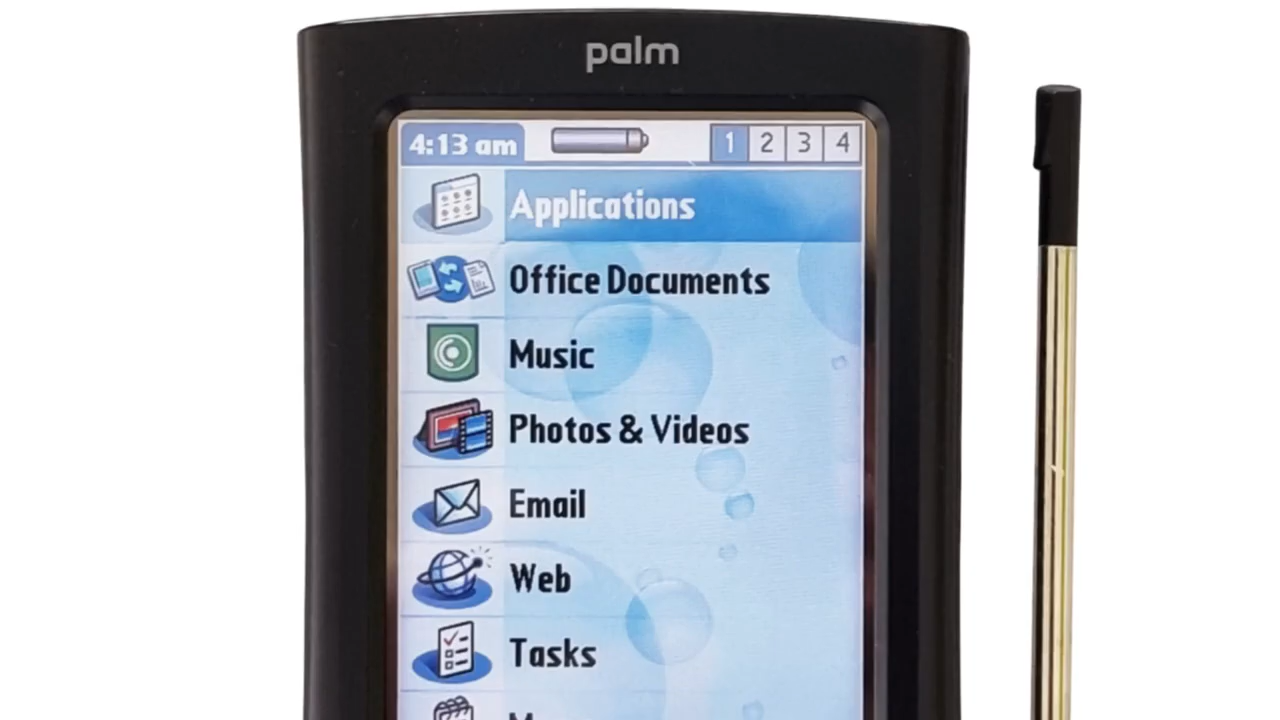 palm
4:13 am 1 2 3 4
Applications
Office Documents
Music
Photos & Videos
Email
Web
Tasks